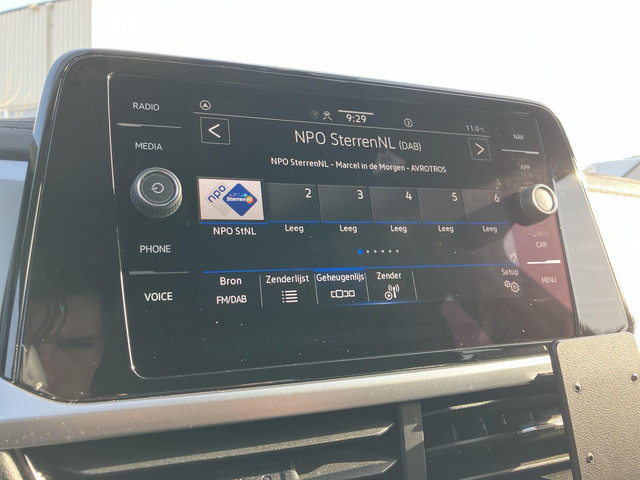 RADIO
MEDIA
PHONE
VOICE
9:29
3
11.0 °C
NPO SterrenNL (DAB)
NPO SterrenNL - Marcel in de Morgen - AVROTROS
npo SterrenNL
2 3 4 5 6
NPO StNL Leeg Leeg Leeg Leeg Leeg
Bron
FM/DAB
Zenderlijst
Geheugenlijs
Zender
Setup
NAV
APP
CAR
MENU